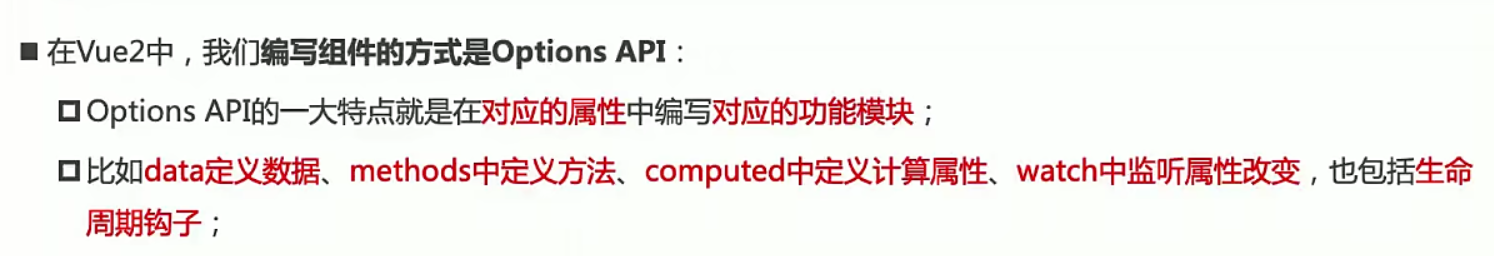 ■ 在Vue2中，我们编写组件的方式是Options API：
Options API的一大特点就是在对应的属性中编写对应的功能模块；
比如data定义数据、methods中定义方法、computed中定义计算属性、watch中监听属性改变，也包括生命
周期钩子；